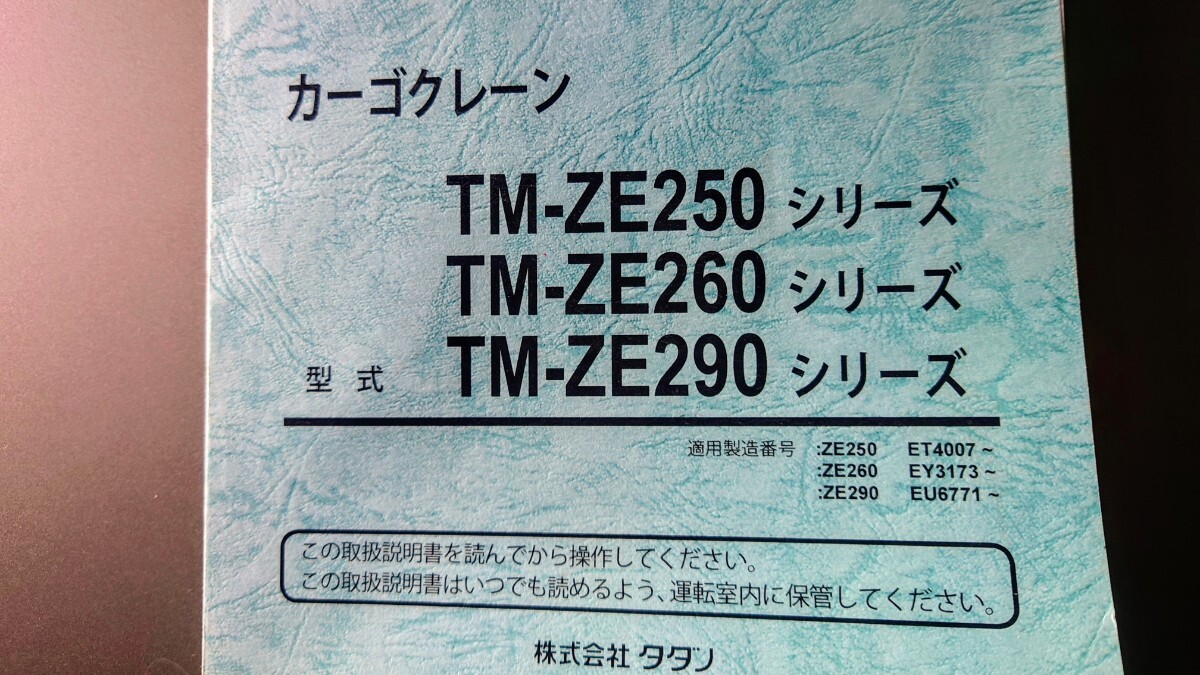 カーゴクレーン
TM-ZE250 シリーズ
TM-ZE260 シリーズ
型 式 TM-ZE290 シリーズ
適用製造番号 :ZE250 ET4007 ~
:ZE260 EY3173 ~
:ZE290 EU6771 ~
この取扱説明書を読んでから操作してください。
この取扱説明書はいつでも読めるよう、運転室内に保管してください。
株式会社 タダノ